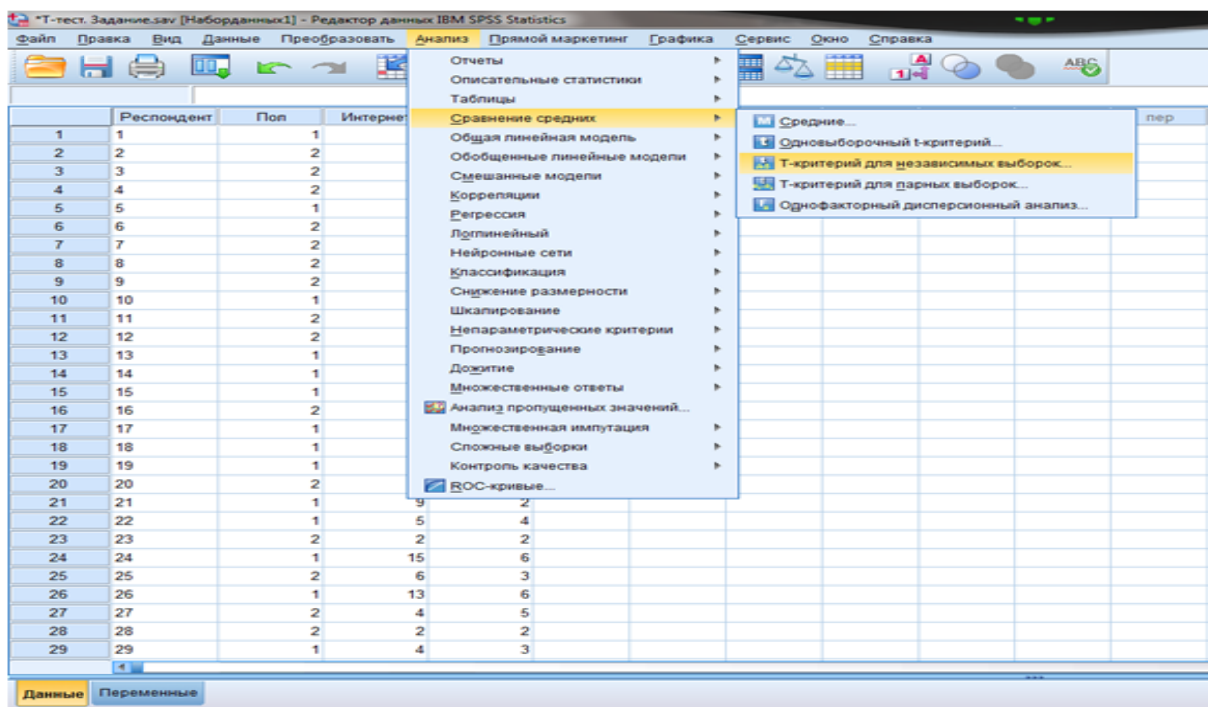 *Т-тест. Задание.sav [Наборданных1] - Редактор данных IBM SPSS Statistics
Файл Правка Вид Данные Преобразовать Анализ Прямой маркетинг Графика Сервис Окно Справка
Отчеты
Описательные статистики
Таблицы
Сравнение средних
Общая линейная модель
Обобщенные линейные модели
Смешанные модели
Корреляции
Регрессия
Логлинейный
Нейронные сети
Классификация
Снижение размерности
Шкалирование
Непараметрические критерии
Прогнозирование
Дожитие
Множественные ответы
Анализ пропущенных значений...
Множественная импутация
Сложные выборки
Контроль качества
ROC-кривые...
Средние...
Одновыборочный t-критерий...
Т-критерий для независимых выборок...
Т-критерий для парных выборок...
Однофакторный дисперсионный анализ...
Респондент Пол Интернет пер
1 1 1
2 2 2
3 3 2
4 4 2
5 5 1
6 6 2
7 7 2
8 8 2
9 9 2
10 10 1
11 11 2
12 12 2
13 13 1
14 14 1
15 15 1
16 16 2
17 17 1
18 18 1
19 19 1
20 20 2
21 21 1 9 2
22 22 1 5 4
23 23 2 2 2
24 24 1 15 6
25 25 2 6 3
26 26 1 13 6
27 27 2 4 5
28 28 2 2 2
29 29 1 4 3
Данные Переменные